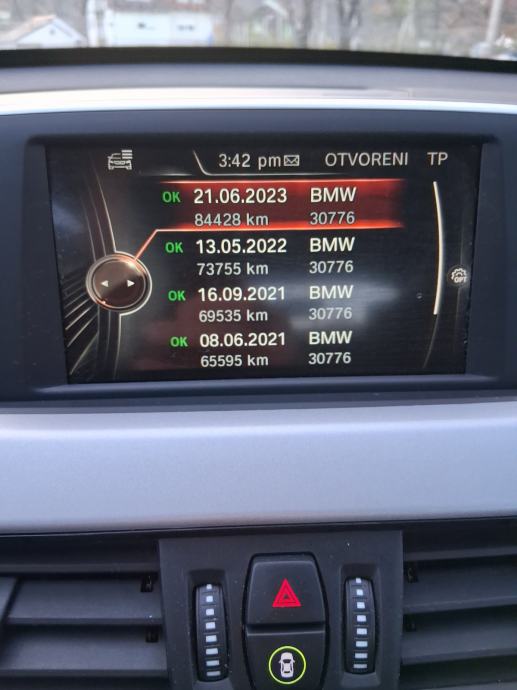 3:42 pm OTVORENI TP
OK 21.06.2023 BMW
84428 km 30776
OK 13.05.2022 BMW
73755 km 30776
OK 16.09.2021 BMW
69535 km 30776
OK 08.06.2021 BMW
65595 km 30776
OPT